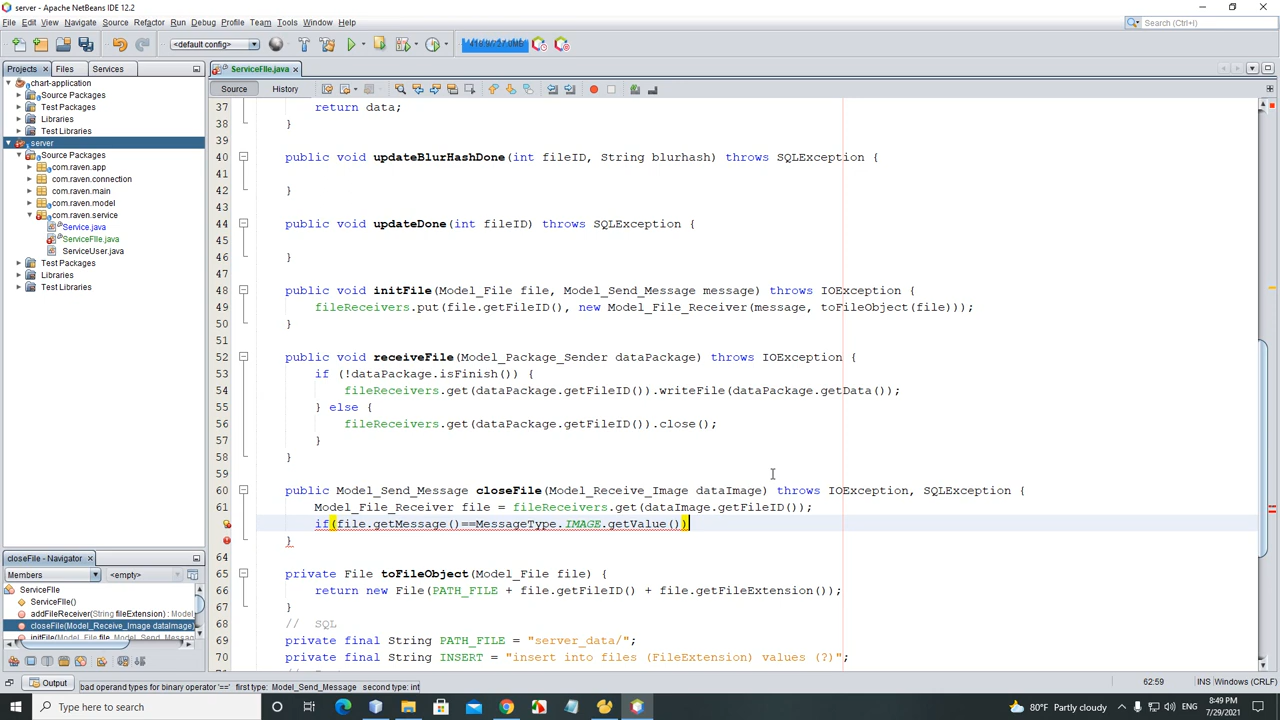 server - Apache NetBeans IDE 12.2
File Edit View Navigate Source Refactor Run Debug Profile Team Tools Window Help
Search (Ctrl+I)
<default config>
Projects Files Services
ServiceFIle.java
Source History
chart-application
Source Packages
Test Packages
Libraries
Test Libraries
server
Source Packages
com.raven.app
com.raven.connection
com.raven.main
com.raven.model
com.raven.service
Service.java
ServiceFIle.java
ServiceUser.java
Test Packages
Libraries
Test Libraries
37 return data;
38 }
39
40 public void updateBlurHashDone(int fileID, String blurhash) throws SQLException {
41
42 }
43
44 public void updateDone(int fileID) throws SQLException {
45
46 }
47
48 public void initFile(Model_File file, Model_Send_Message message) throws IOException {
49 fileReceivers.put(file.getFileID(), new Model_File_Receiver(message, toFileObject(file)));
50 }
51
52 public void receiveFile(Model_Package_Sender dataPackage) throws IOException {
53 if (!dataPackage.isFinish()) {
54 fileReceivers.get(dataPackage.getFileID()).writeFile(dataPackage.getData());
55 } else {
56 fileReceivers.get(dataPackage.getFileID()).close();
57 }
58 }
59
60 public Model_Send_Message closeFile(Model_Receive_Image dataImage) throws IOException, SQLException {
61 Model_File_Receiver file = fileReceivers.get(dataImage.getFileID());
if(file.getMessage()==MessageType.IMAGE.getValue())
}
64
65 private File toFileObject(Model_File file) {
66 return new File(PATH_FILE + file.getFileID() + file.getFileExtension());
67 }
68 // SQL
69 private final String PATH_FILE = "server_data/";
70 private final String INSERT = "insert into files (FileExtension) values (?)";
closeFile - Navigator
Members <empty>
ServiceFIle
ServiceFIle()
addFileReceiver(String fileExtension) : Model
closeFile(Model_Receive_Image dataImage)
initFile(Model_File file, Model_Send_Messag
Output
bad operand types for binary operator '==' first type: Model_Send_Message second type: int
62:59 INS Windows (CRLF)
Type here to search
80°F Partly cloudy ENG 8:49 PM
7/29/2021